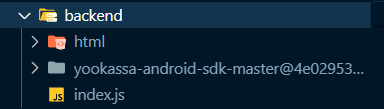 backend
html
yookassa-android-sdk-master@4e02953...
index.js